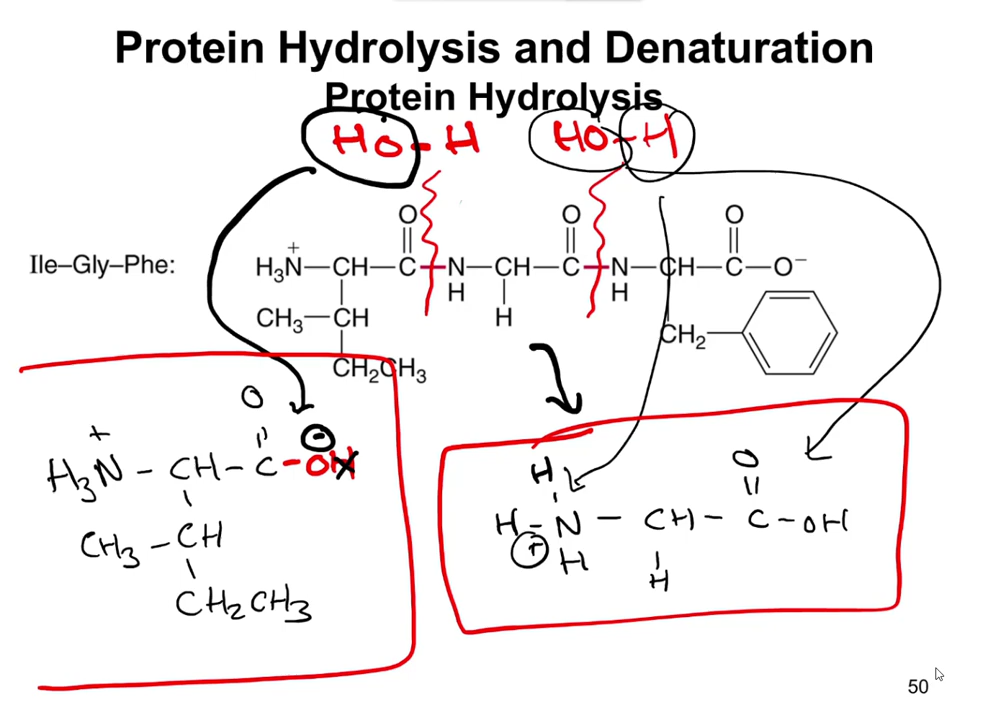 Protein Hydrolysis and Denaturation
Protein Hydrolysis
HO-H HO-H
O O O
Ile–Gly–Phe: H₃N⁺—CH—C—N—CH—C—N—CH—C—O⁻
H H
CH₃—CH H CH₂
CH₂CH₃
O
+ −
H₃N - CH - C - OH
CH₃ - CH
CH₂CH₃
H O
H - N - CH - C - OH
+ H
H
50